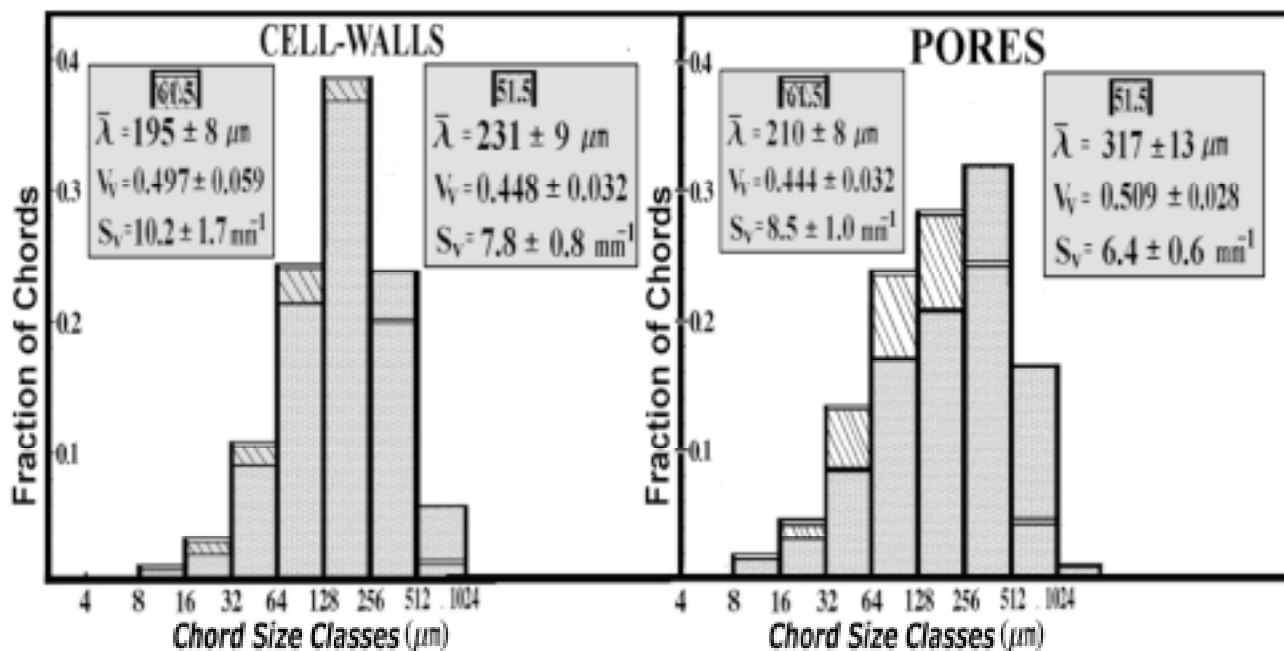 CELL-WALLS
0.4
0.3
0.2
0.1
Fraction of Chords
61.5
λ̄ = 195 ± 8 µm
Vv = 0.497 ± 0.059
Sv = 10.2 ± 1.7 mm⁻¹
51.5
λ̄ = 231 ± 9 µm
Vv = 0.448 ± 0.032
Sv = 7.8 ± 0.8 mm⁻¹
4 8 16 32 64 128 256 512 1024
Chord Size Classes (µm)
PORES
0.4
0.3
0.2
0.1
Fraction of Chords
61.5
λ̄ = 210 ± 8 µm
Vv = 0.444 ± 0.032
Sv = 8.5 ± 1.0 mm⁻¹
51.5
λ̄ = 317 ± 13 µm
Vv = 0.509 ± 0.028
Sv = 6.4 ± 0.6 mm⁻¹
4 8 16 32 64 128 256 512 1024
Chord Size Classes (µm)